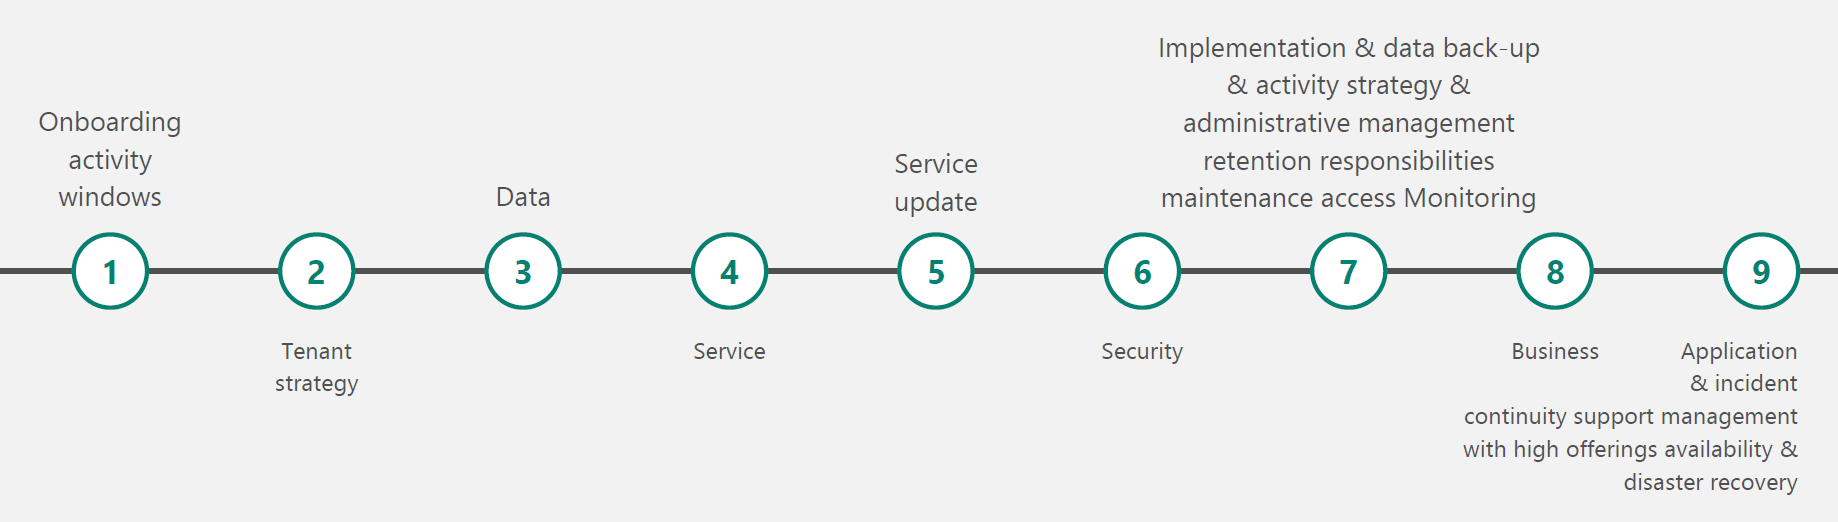 Onboarding
activity
windows
1
Tenant
strategy
2
Data
3
Service
4
Service
update
5
Security
6
Implementation & data back-up
& activity strategy &
administrative management
retention responsibilities
maintenance access Monitoring
7
Business
8
Application
& incident
continuity support management
with high offerings availability &
disaster recovery
9